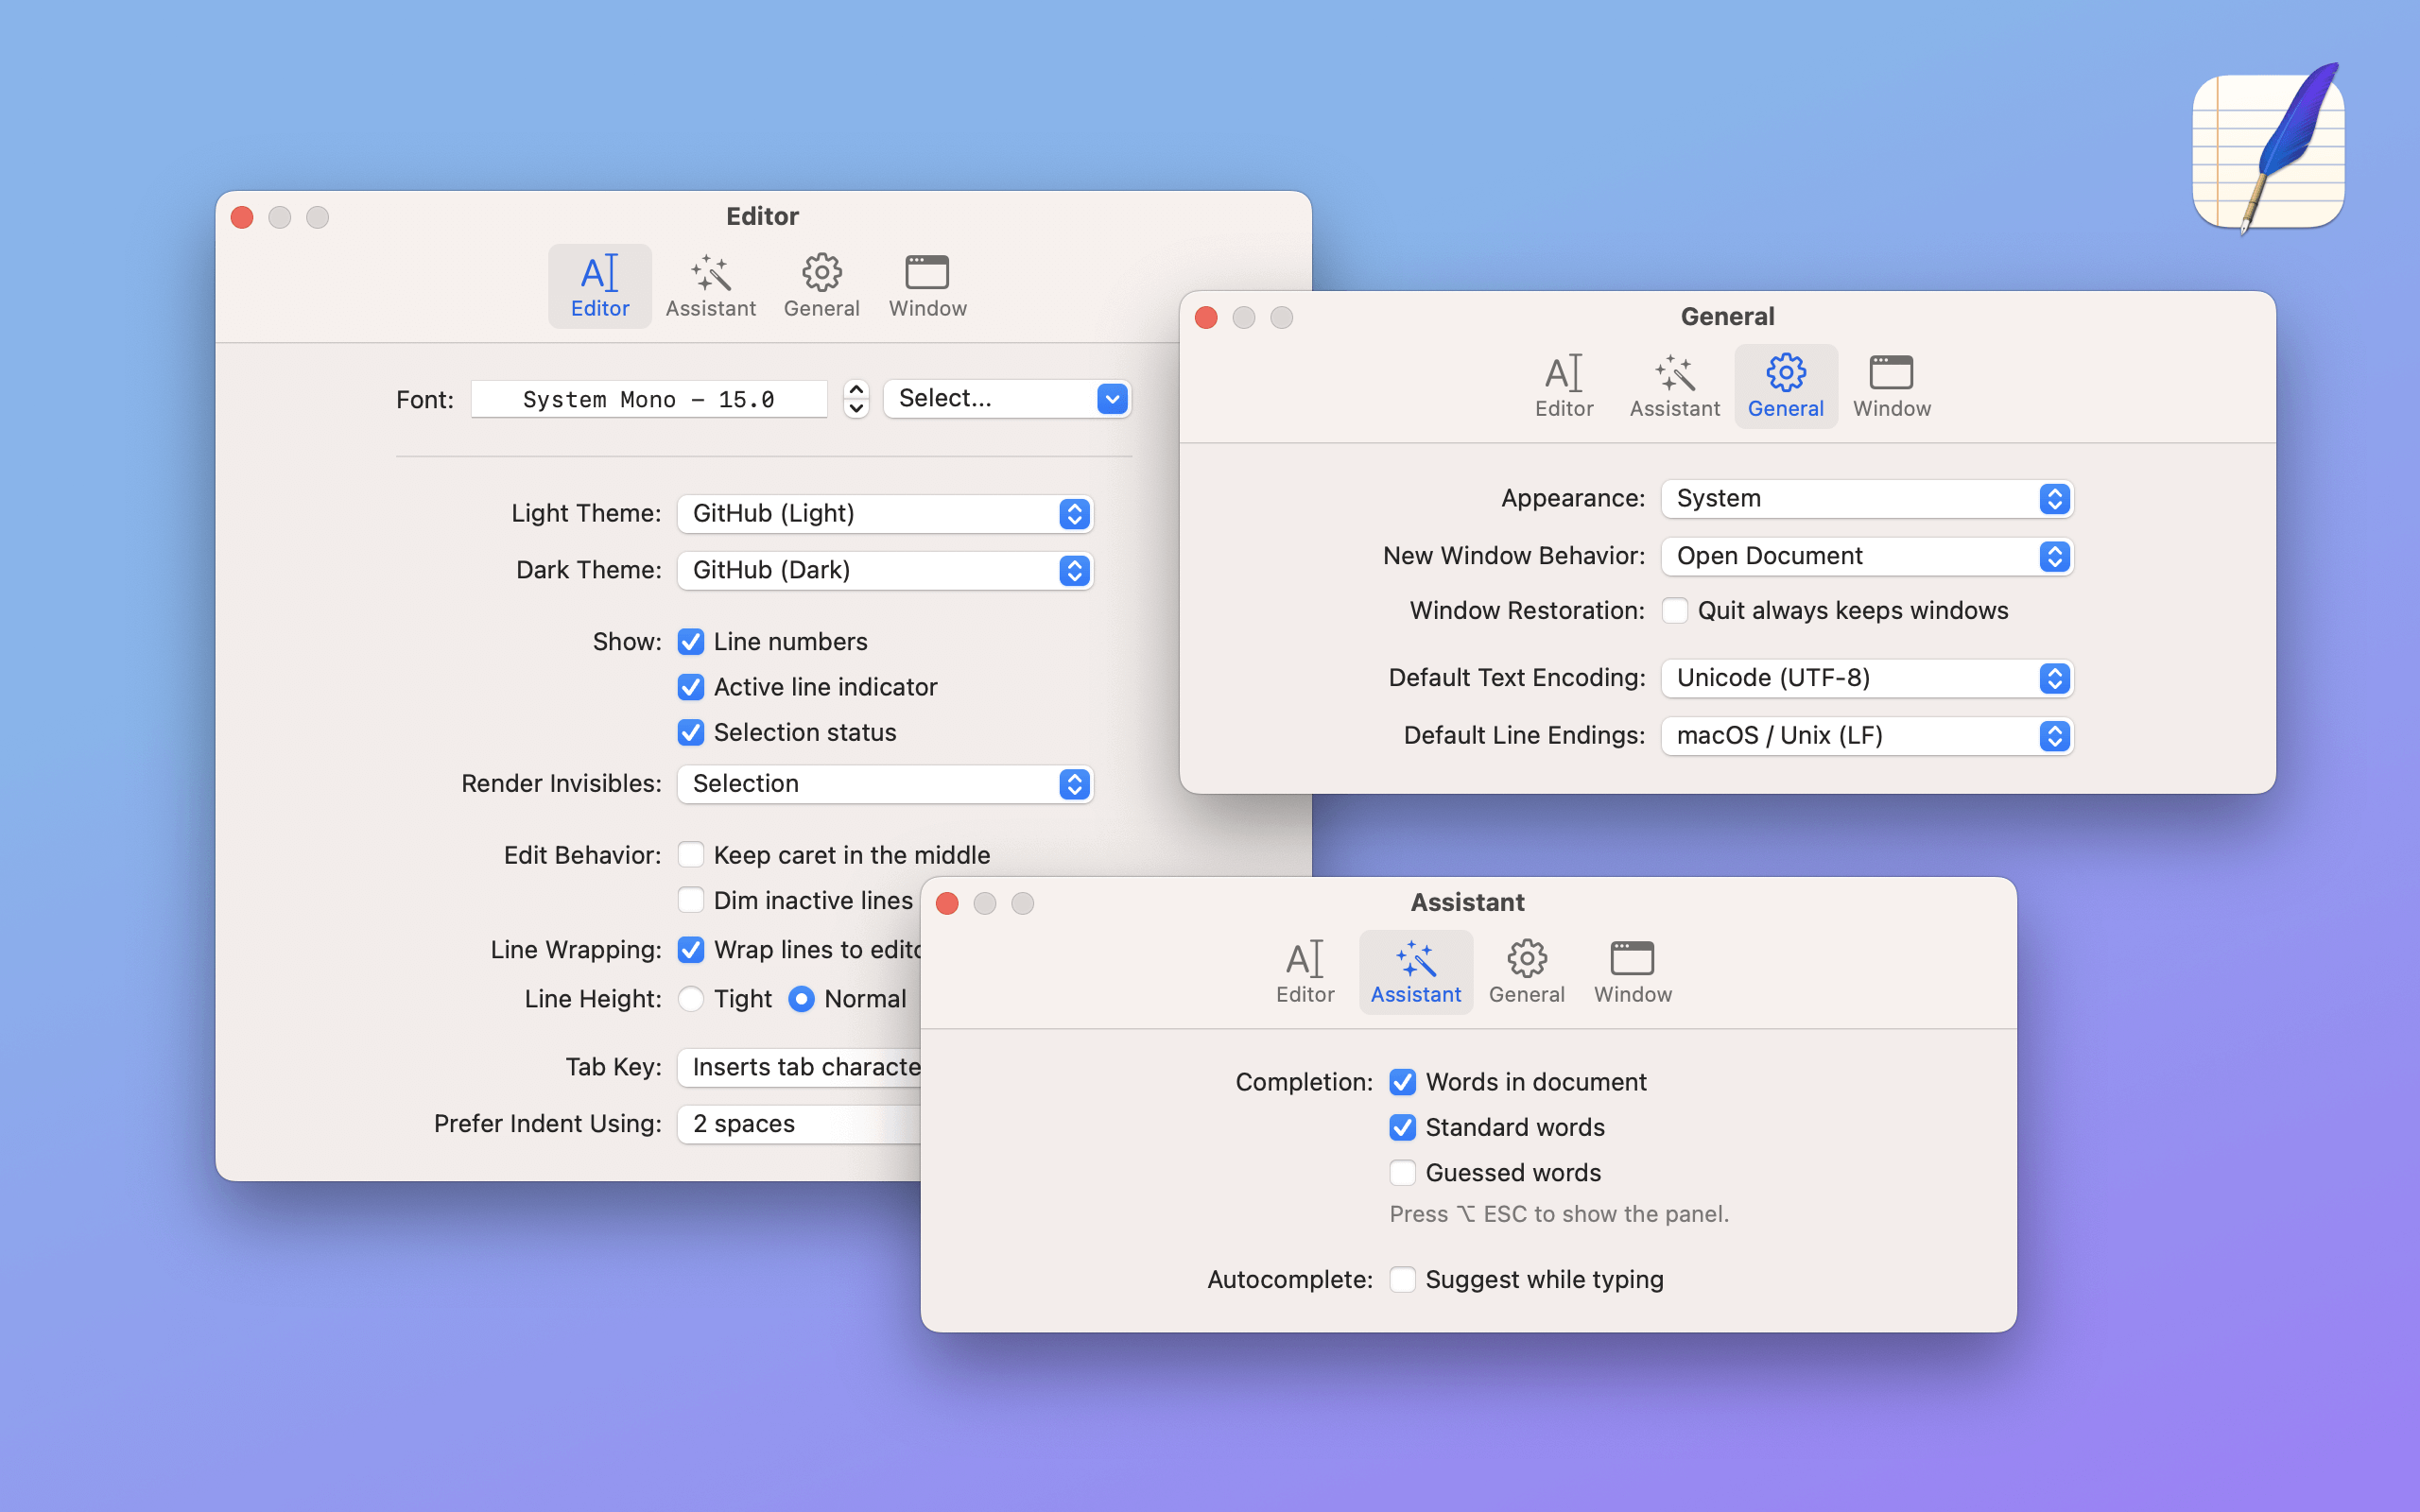 Editor
Editor Assistant General Window
Font: System Mono – 15.0 Select...
Light Theme: GitHub (Light)
Dark Theme: GitHub (Dark)
Show: Line numbers
Active line indicator
Selection status
Render Invisibles: Selection
Edit Behavior: Keep caret in the middle
Dim inactive lines
Line Wrapping: Wrap lines to edito
Line Height: Tight Normal
Tab Key: Inserts tab characte
Prefer Indent Using: 2 spaces
General
Editor Assistant General Window
Appearance: System
New Window Behavior: Open Document
Window Restoration: Quit always keeps windows
Default Text Encoding: Unicode (UTF-8)
Default Line Endings: macOS / Unix (LF)
Assistant
Editor Assistant General Window
Completion: Words in document
Standard words
Guessed words
Press ⌥ ESC to show the panel.
Autocomplete: Suggest while typing